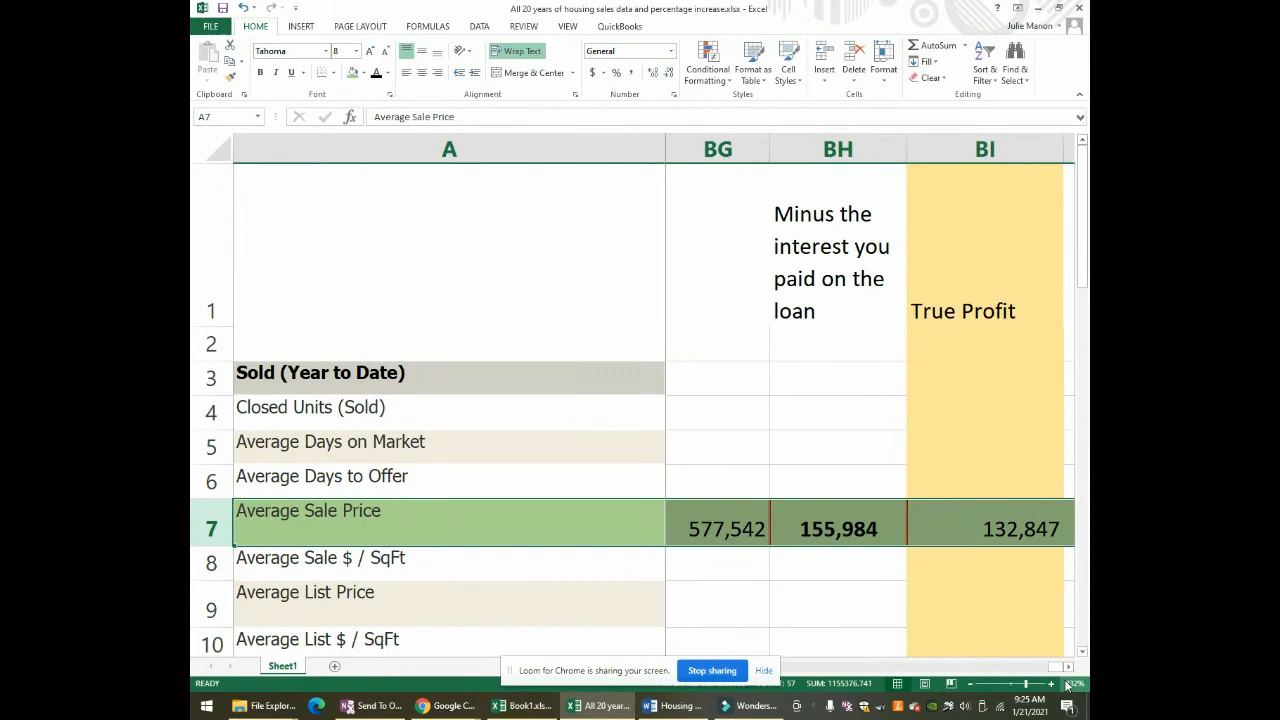 All 20 years of housing sales data and percentage increase.xlsx - Excel
FILE HOME INSERT PAGE LAYOUT FORMULAS DATA REVIEW VIEW QuickBooks Julie Manon
Tahoma 8 Wrap Text General AutoSum
Fill
Paste B I U Merge & Center $ % Conditional Formatting Format as Table Cell Styles Insert Delete Format Clear Sort & Filter Find & Select
Clipboard Font Alignment Number Styles Cells Editing
A7 fx Average Sale Price
A BG BH BI
Minus the
interest you
paid on the
1 loan True Profit
2
3 Sold (Year to Date)
4 Closed Units (Sold)
5 Average Days on Market
6 Average Days to Offer
7 Average Sale Price 577,542 155,984 132,847
8 Average Sale $ / SqFt
9 Average List Price
10 Average List $ / SqFt
Sheet1
Loom for Chrome is sharing your screen. Stop sharing Hide
READY : 57 SUM: 1155376.741
File Explor... Send To O... Google C... Book1.xls... All 20 year... Housing ... Wonders... 9:25 AM
1/21/2021